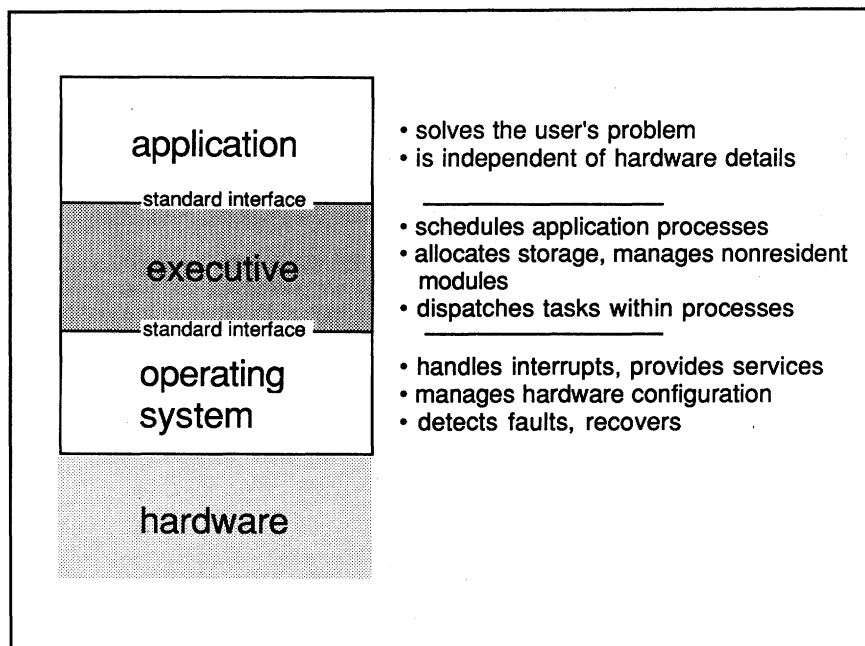 application
• solves the user's problem
• is independent of hardware details
standard interface
executive
• schedules application processes
• allocates storage, manages nonresident
modules
• dispatches tasks within processes
standard interface
operating
system
• handles interrupts, provides services
• manages hardware configuration
• detects faults, recovers
hardware